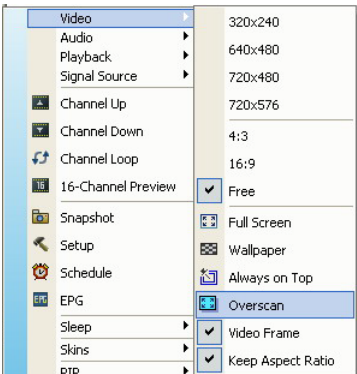 Video
Audio
Playback
Signal Source
Channel Up
Channel Down
Channel Loop
16
16-Channel Preview
Snapshot
Setup
Schedule
EPG
EPG
Sleep
Skins
PIP
320x240
640x480
720x480
720x576
4:3
16:9
Free
Full Screen
Wallpaper
Always on Top
Overscan
Video Frame
Keep Aspect Ratio